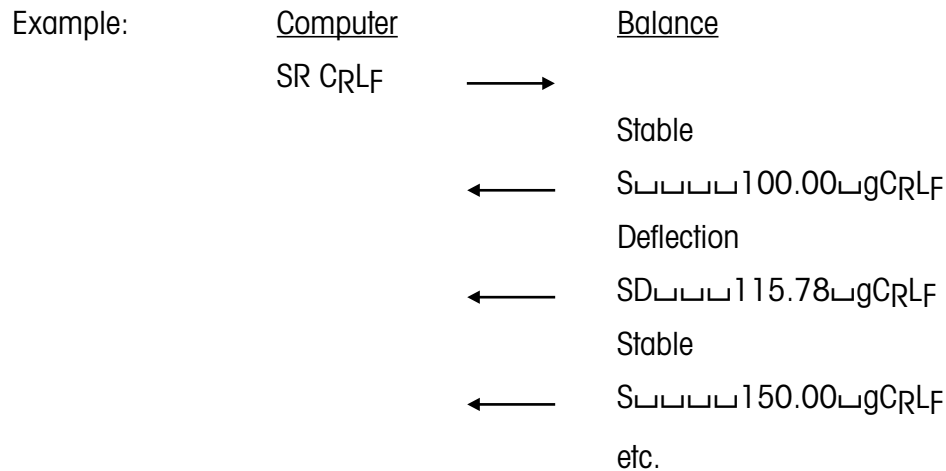 Example: Computer Balance
SR CRLF
Stable
S␣␣␣␣100.00␣gCRLF
Deflection
SD␣␣␣115.78␣gCRLF
Stable
S␣␣␣␣150.00␣gCRLF
etc.